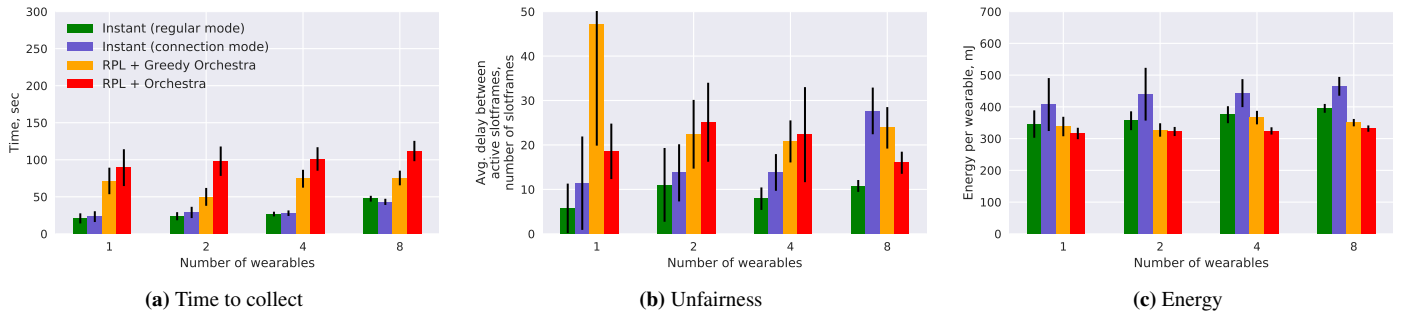 300
250
200
150
100
50
0
Time, sec
Instant (regular mode)
Instant (connection mode)
RPL + Greedy Orchestra
RPL + Orchestra
1 2 4 8
Number of wearables
(a) Time to collect
50
40
30
20
10
0
Avg. delay between
active slotframes,
number of slotframes
1 2 4 8
Number of wearables
(b) Unfairness
700
600
500
400
300
200
100
0
Energy per wearable, mJ
1 2 4 8
Number of wearables
(c) Energy